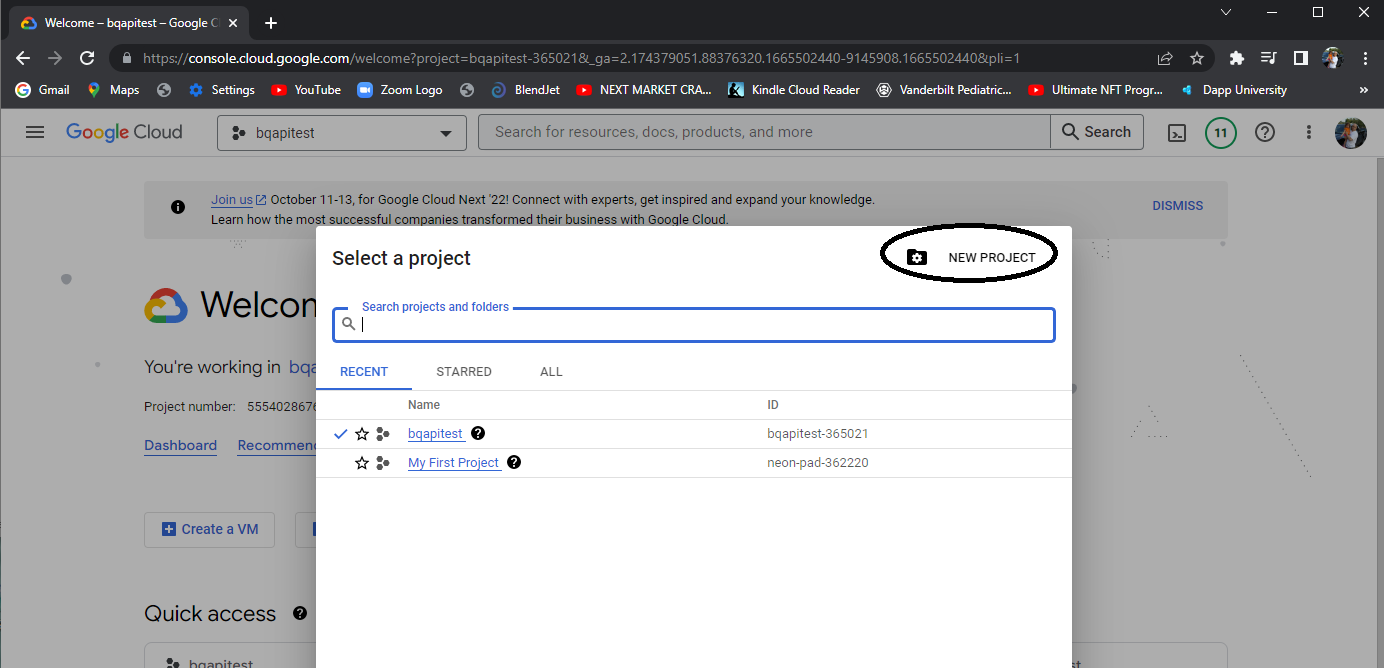 Welcome – bqapitest – Google C
https://console.cloud.google.com/welcome?project=bqapitest-365021&_ga=2.174379051.88376320.1665502440-9145908.1665502440&pli=1
Gmail Maps Settings YouTube Zoom Logo BlendJet NEXT MARKET CRA... Kindle Cloud Reader Vanderbilt Pediatric... Ultimate NFT Progr... Dapp University »
Google Cloud bqapitest Search for resources, docs, products, and more Search 11
Join us October 11-13, for Google Cloud Next '22! Connect with experts, get inspired and expand your knowledge.
Learn how the most successful companies transformed their business with Google Cloud.
DISMISS
Select a project
NEW PROJECT
Search projects and folders
RECENT STARRED ALL
Name ID
bqapitest bqapitest-365021
My First Project neon-pad-362220
Welcom
You're working in bqa
Project number: 5554028676
Dashboard Recommend
Create a VM
Quick access
bqapitest